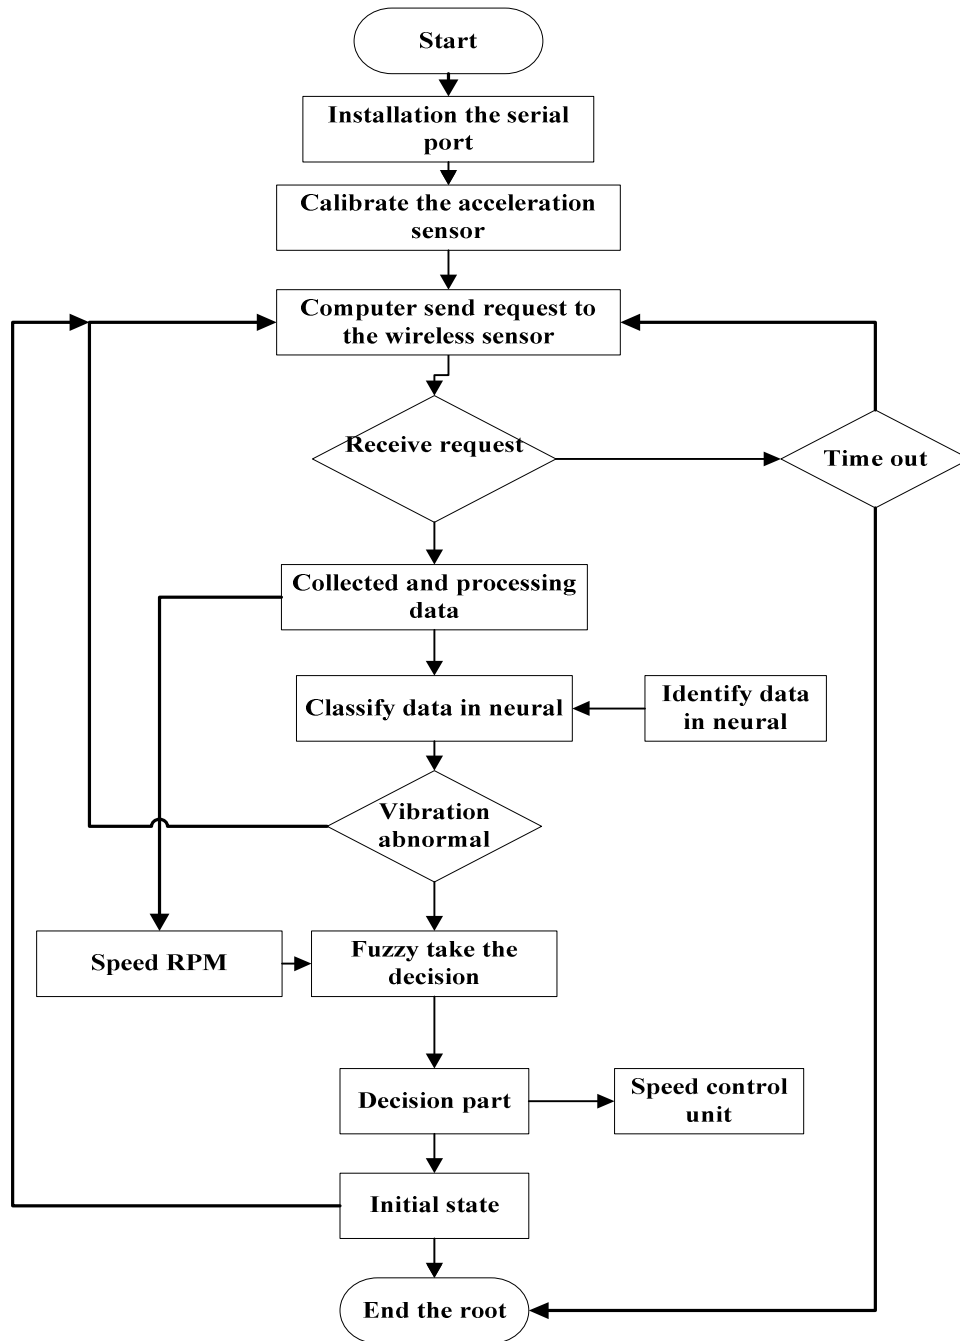 Start
Installation the serial
port
Calibrate the acceleration
sensor
Computer send request to
the wireless sensor
Receive request
Time out
Collected and processing
data
Classify data in neural
Identify data
in neural
Vibration
abnormal
Speed RPM
Fuzzy take the
decision
Decision part
Speed control
unit
Initial state
End the root